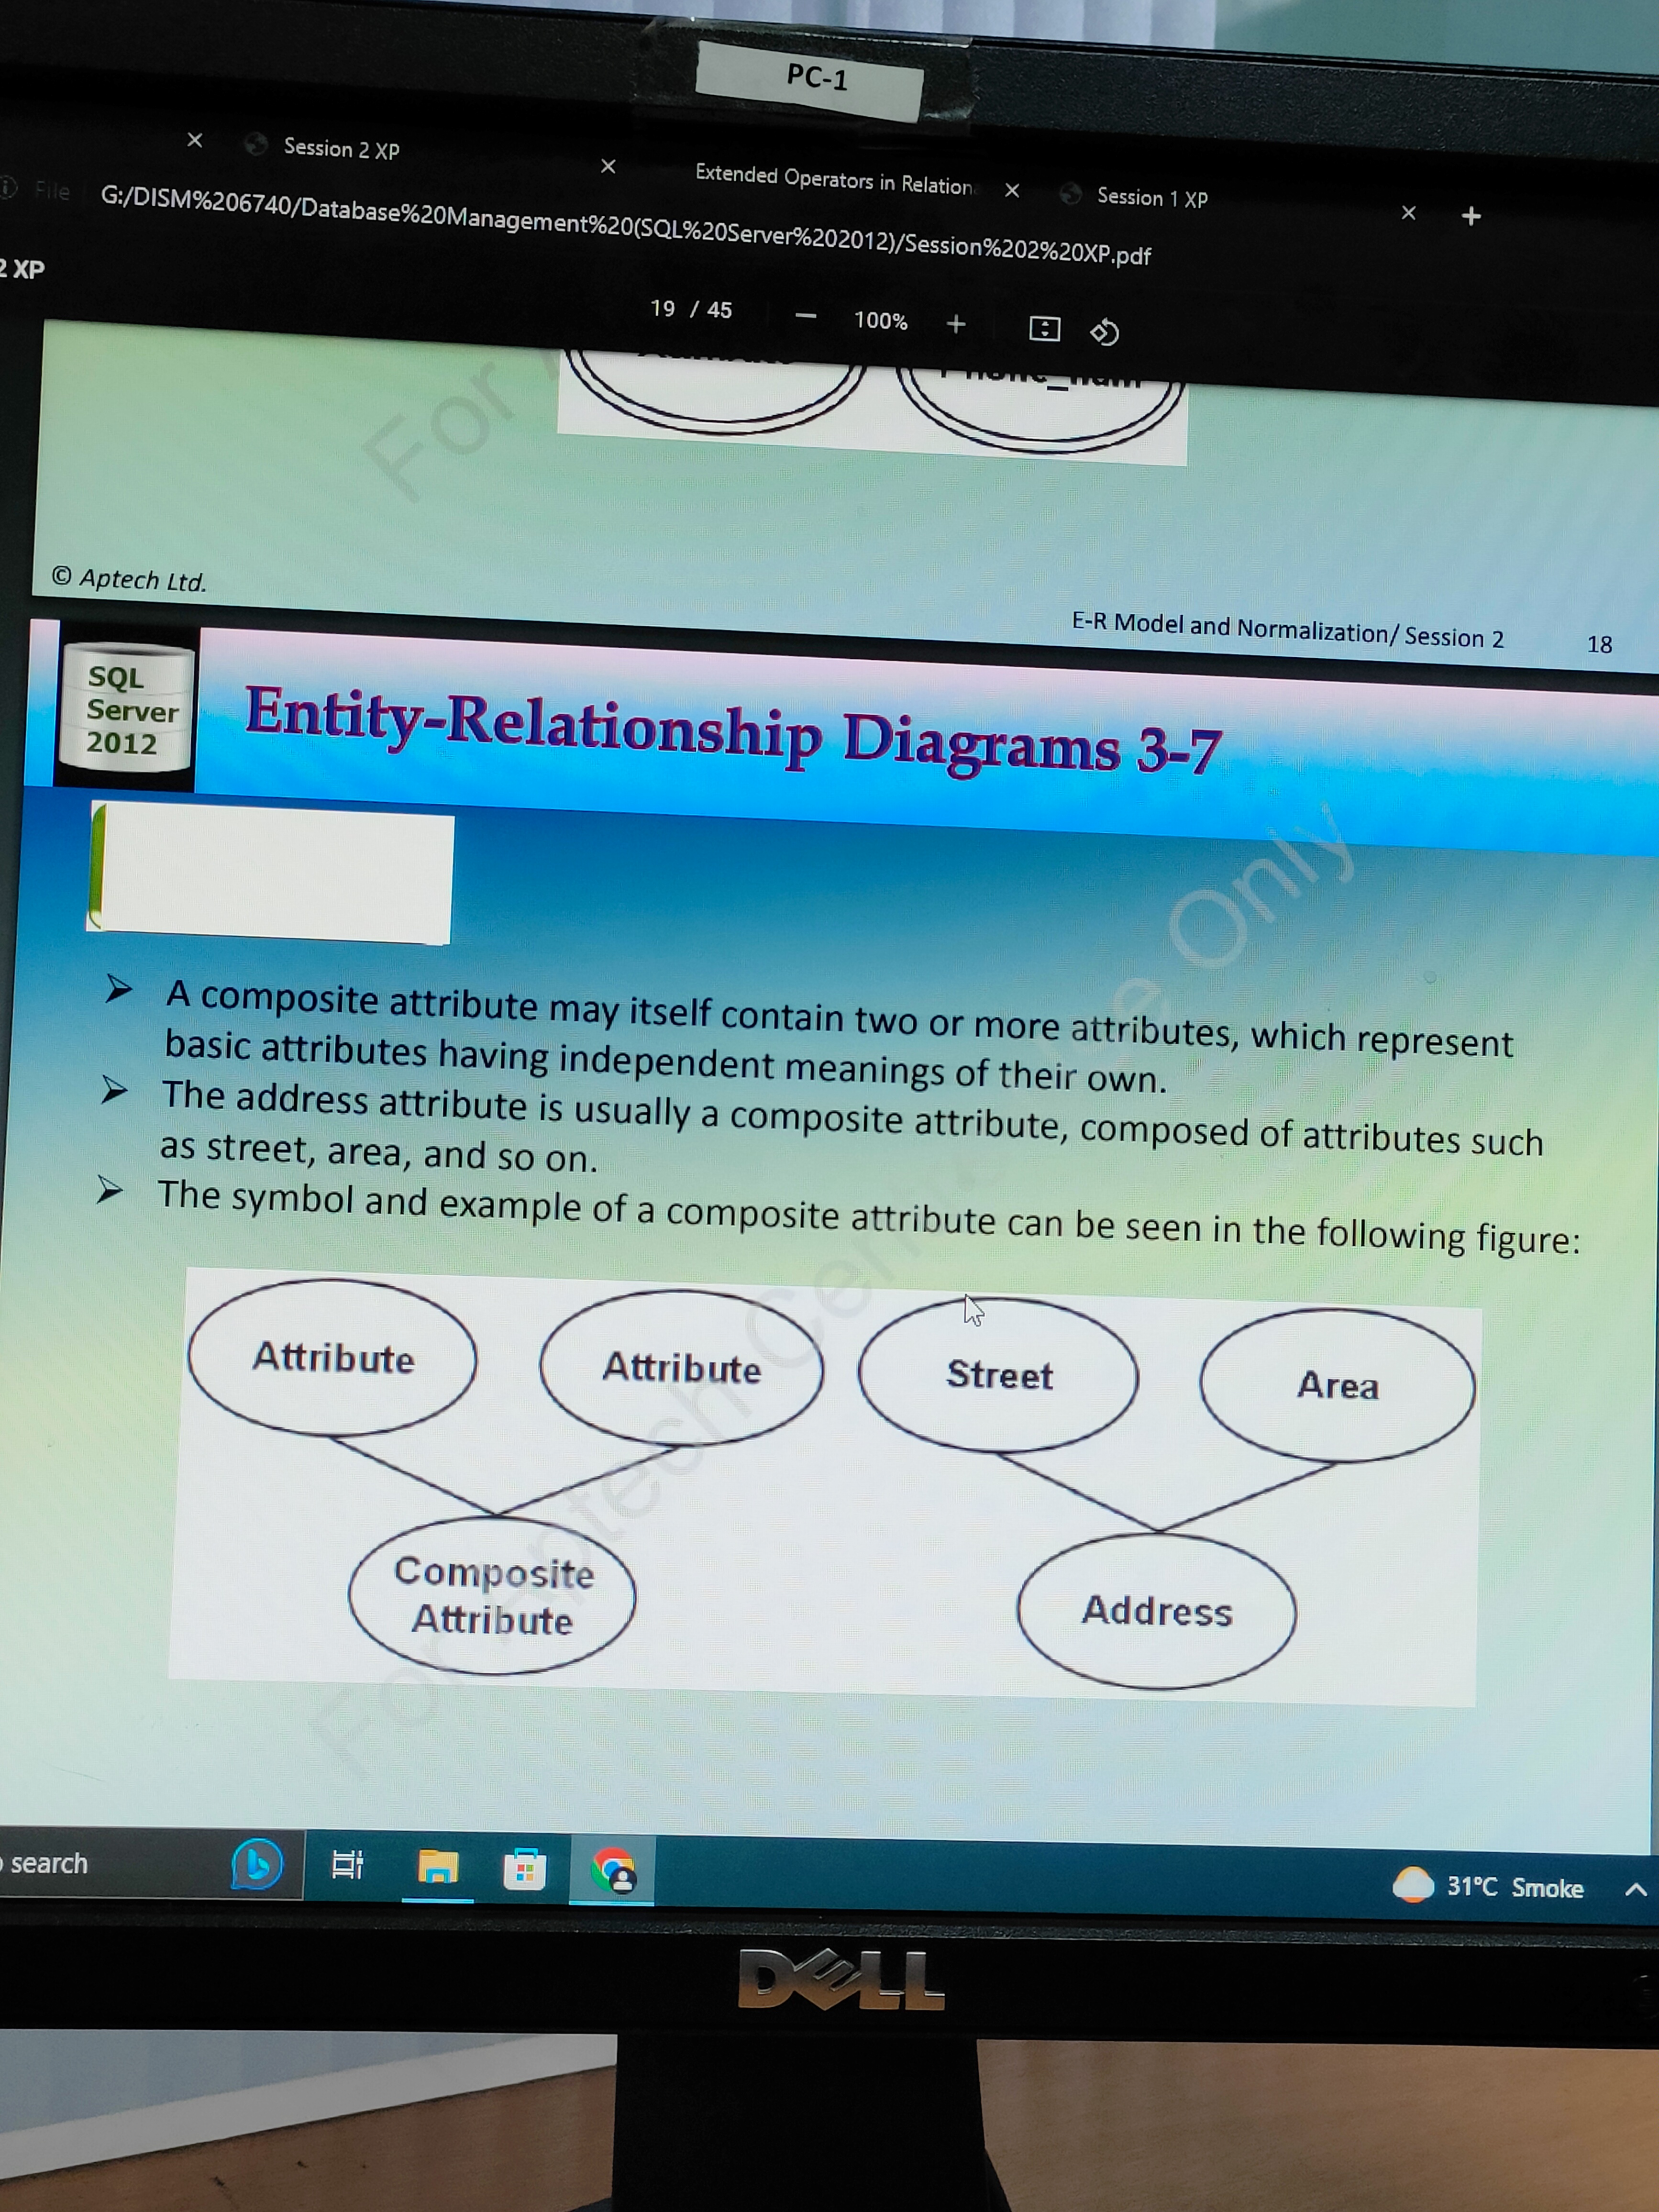 PC-1
Session 2 XP
Extended Operators in Relation
Session 1 XP
File G:/DISM%206740/Database%20Management%20(SQL%20Server%202012)/Session%202%20XP.pdf
2 XP
19 / 45
100%
For
© Aptech Ltd.
E-R Model and Normalization/ Session 2 18
SQL
Server
2012
Entity-Relationship Diagrams 3-7
➢ A composite attribute may itself contain two or more attributes, which represent
basic attributes having independent meanings of their own.
➢ The address attribute is usually a composite attribute, composed of attributes such
as street, area, and so on.
➢ The symbol and example of a composite attribute can be seen in the following figure:
Attribute Attribute Street Area
Composite
Attribute
Address
For Aptech Only
search
31°C Smoke
DELL